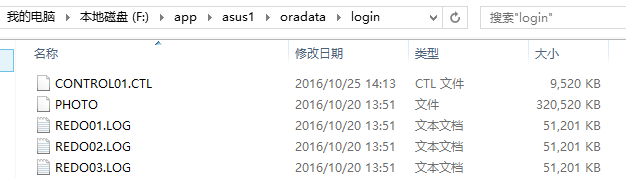 我的电脑 > 本地磁盘 (F:) > app > asus1 > oradata > login 搜索"login"
名称 修改日期 类型 大小
CONTROL01.CTL 2016/10/25 14:13 CTL 文件 9,520 KB
PHOTO 2016/10/20 13:51 文件 320,520 KB
REDO01.LOG 2016/10/20 13:51 文本文档 51,201 KB
REDO02.LOG 2016/10/20 13:51 文本文档 51,201 KB
REDO03.LOG 2016/10/20 13:51 文本文档 51,201 KB